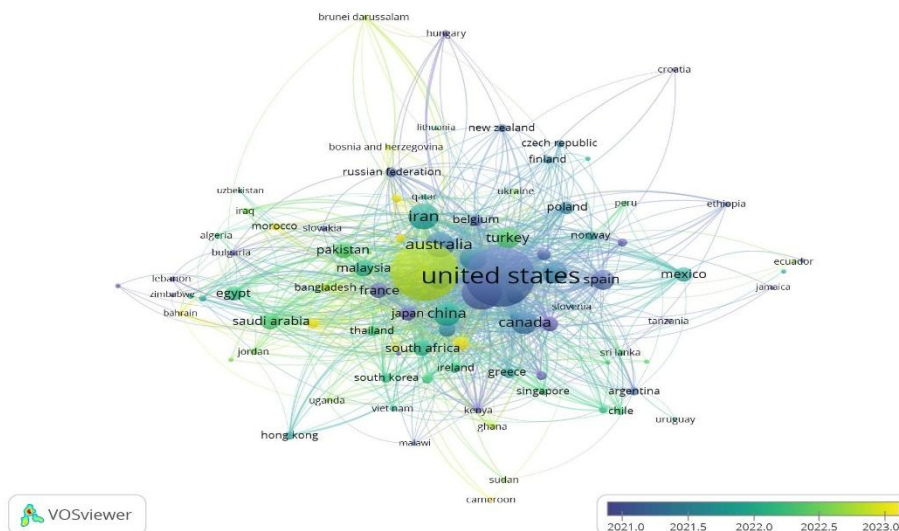 brunei darussalam
hungary
croatia
lithuania
new zealand
bosnia and herzegovina
czech republic
finland
russian federation
uzbekistan
qatar
ukraine
peru
ethiopia
iraq
iran
belgium
poland
morocco
slovakia
algeria
australia
turkey
norway
bulgaria
pakistan
ecuador
malaysia
united states
mexico
lebanon
spain
jamaica
zimbabwe
egypt
bangladesh
france
slovenia
bahrain
japan
china
saudi arabia
canada
tanzania
thailand
jordan
south africa
sri lanka
ireland
greece
south korea
singapore
argentina
uganda
viet nam
kenya
chile
uruguay
ghana
hong kong
malawi
sudan
cameroon
VOSviewer
2021.0 2021.5 2022.0 2022.5 2023.0